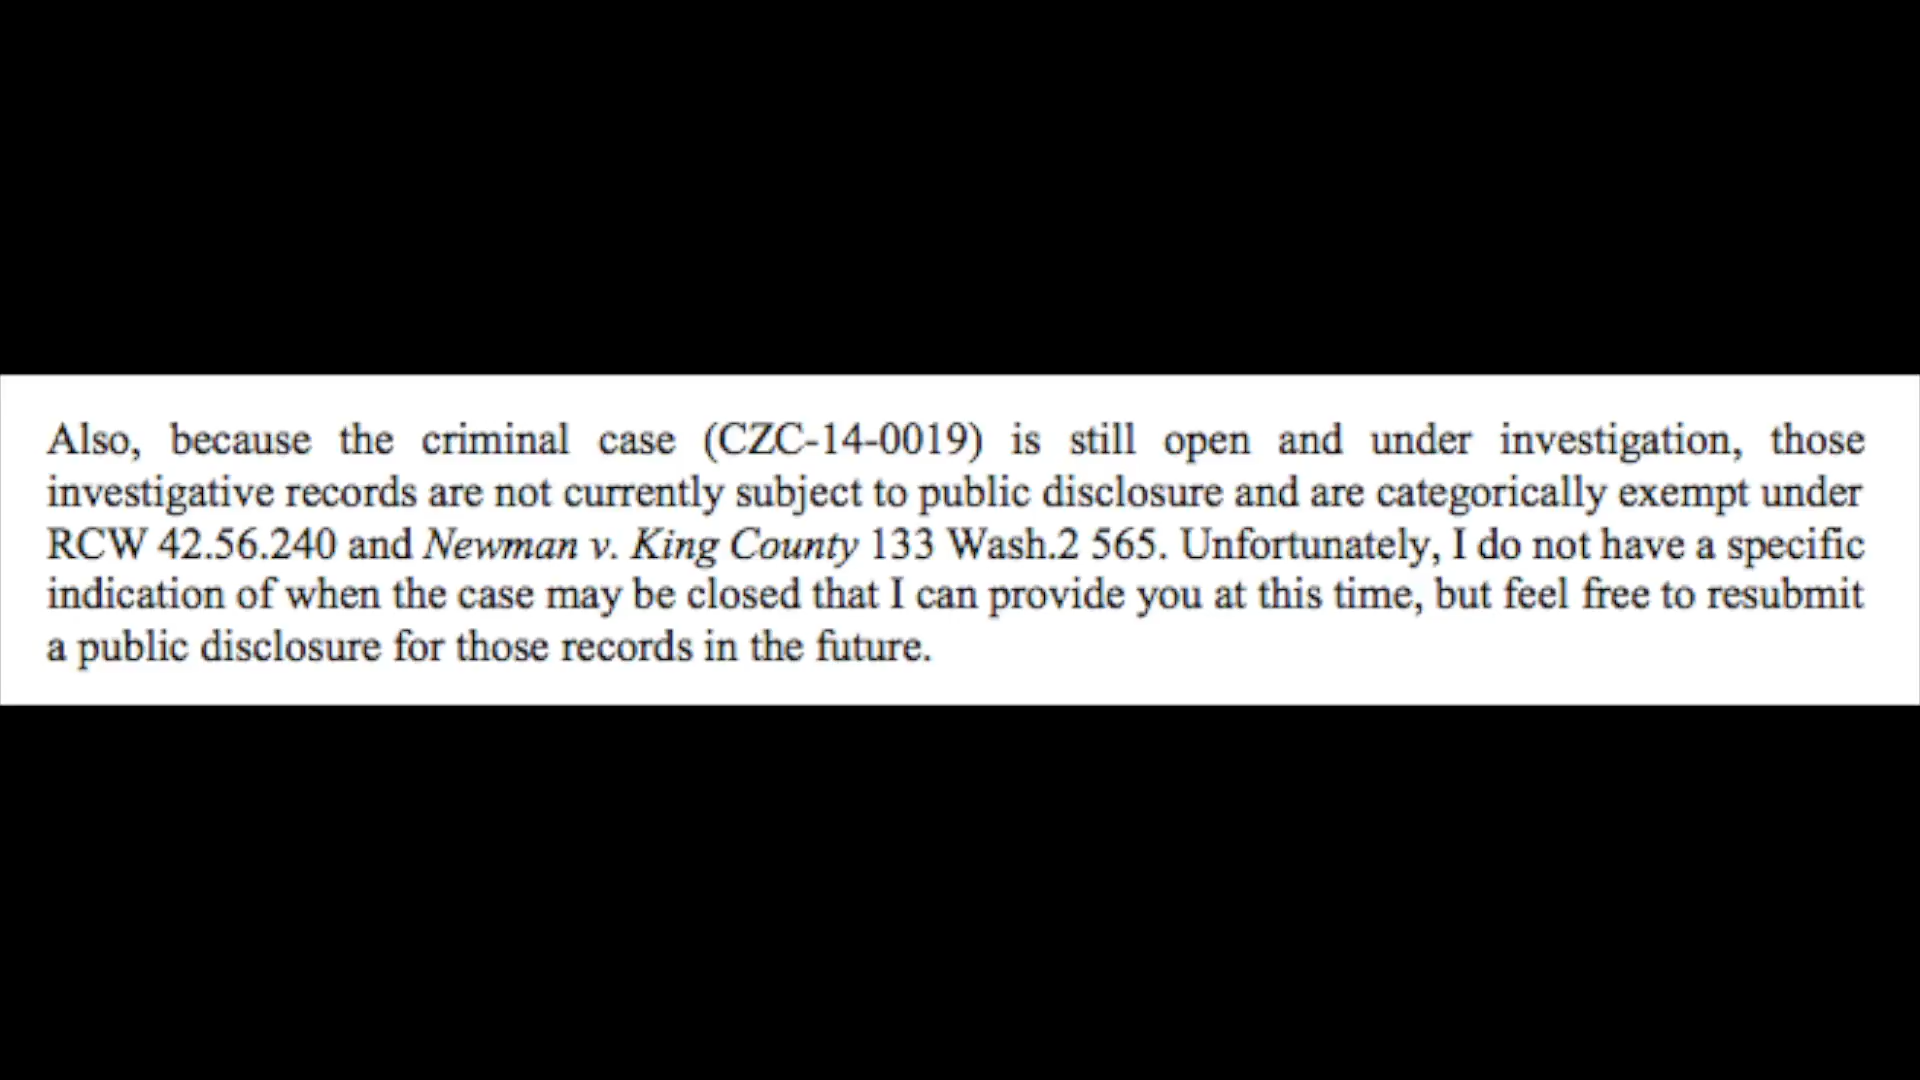 Also, because the criminal case (CZC-14-0019) is still open and under investigation, those
investigative records are not currently subject to public disclosure and are categorically exempt under
RCW 42.56.240 and Newman v. King County 133 Wash.2 565. Unfortunately, I do not have a specific
indication of when the case may be closed that I can provide you at this time, but feel free to resubmit
a public disclosure for those records in the future.